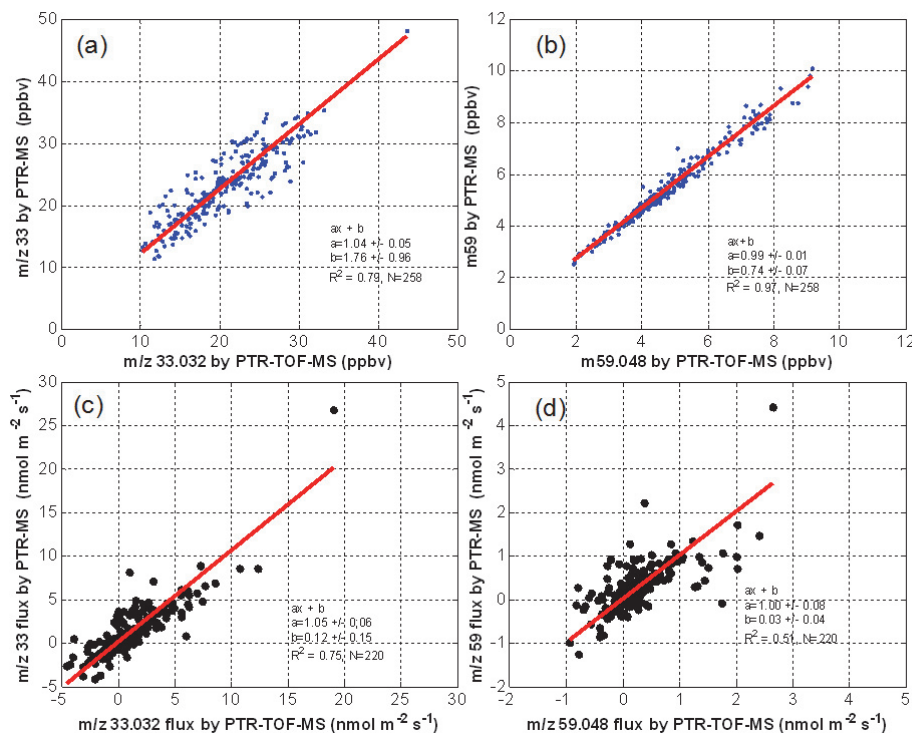 (a)
50
40
30
20
10
0
m/z 33 by PTR-MS (ppbv)
ax + b
a=1.04 +/- 0.05
b=1.76 +/- 0.96
R² = 0.79, N=258
0 10 20 30 40 50
m/z 33.032 by PTR-TOF-MS (ppbv)
(b)
12
10
8
6
4
2
0
m59 by PTR-MS (ppbv)
ax+b
a=0.99 +/- 0.01
b=0.74 +/- 0.07
R² = 0.97, N=258
0 2 4 6 8 10 12
m59.048 by PTR-TOF-MS (ppbv)
(c)
30
25
20
15
10
5
0
-5
m/z 33 flux by PTR-MS (nmol m⁻² s⁻¹)
ax + b
a=1.05 +/- 0;06
b=0.12 +/- 0.15
R² = 0.75, N=220
-5 0 5 10 15 20 25 30
m/z 33.032 flux by PTR-TOF-MS (nmol m⁻² s⁻¹)
(d)
5
4
3
2
1
0
-1
-2
m/z 59 flux by PTR-MS (nmol m⁻² s⁻¹)
ax + b
a=1.00 +/- 0.08
b=0.03 +/- 0.04
R² = 0.51, N=220
-2 -1 0 1 2 3 4 5
m/z 59.048 flux by PTR-TOF-MS (nmol m⁻² s⁻¹)